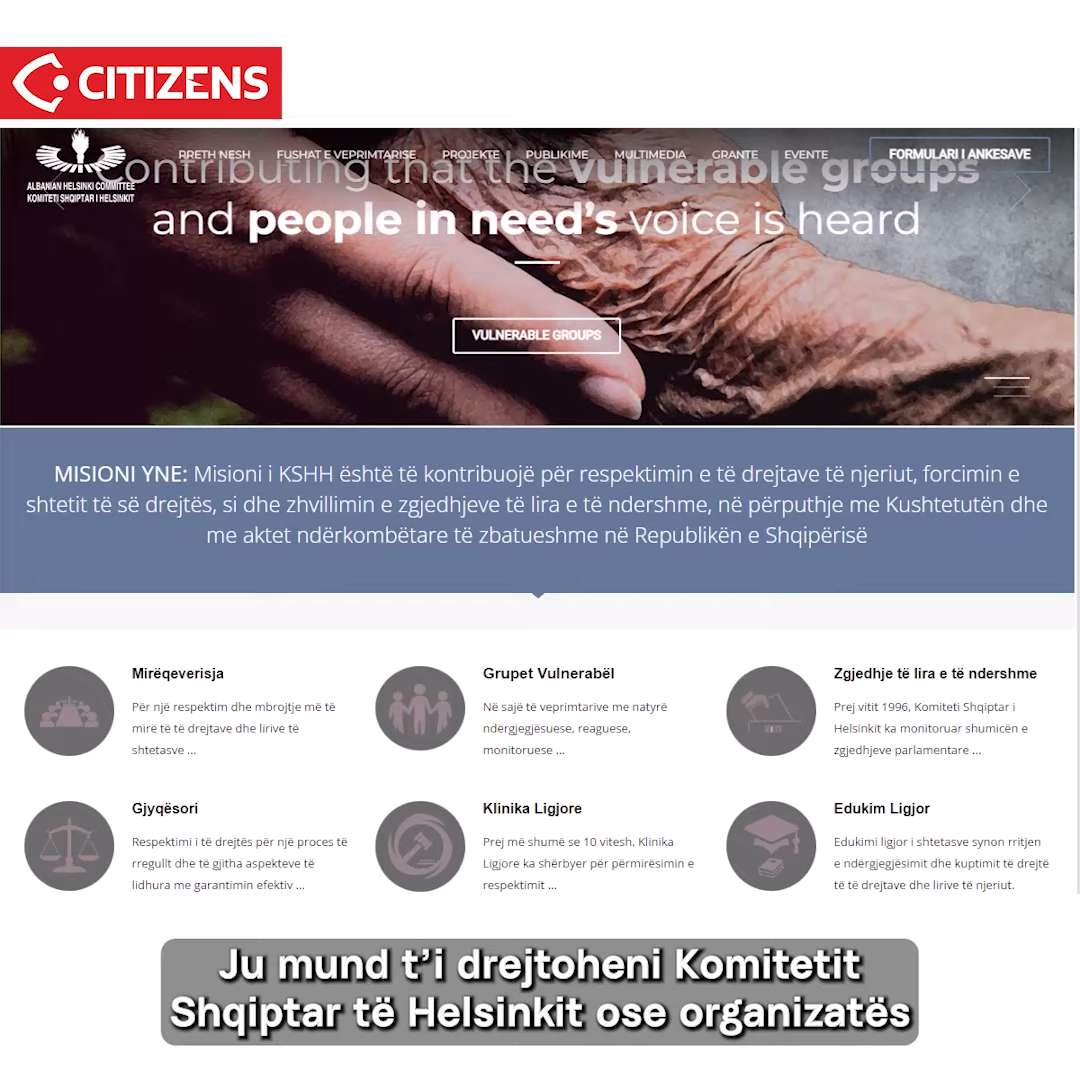 CITIZENS
ALBANIAN HELSINKI COMMITTEE
KOMITETI SHQIPTAR I HELSINKIT
RRETH NESH FUSHAT E VEPRIMTARISE PROJEKTE PUBLIKIME MULTIMEDIA GRANTE EVENTE FORMULARI I ANKESAVE
Contributing that the vulnerable groups
and people in need's voice is heard
VULNERABLE GROUPS
MISIONI YNE: Misioni i KSHH është të kontribuojë për respektimin e të drejtave të njeriut, forcimin e
shtetit të së drejtës, si dhe zhvillimin e zgjedhjeve të lira e të ndershme, në përputhje me Kushtetutën dhe
me aktet ndërkombëtare të zbatueshme në Republikën e Shqipërisë
Mirëqeverisja
Për një respektim dhe mbrojtje më të
mirë të të drejtave dhe lirive të
shtetasve ...
Grupet Vulnerabël
Në sajë të veprimtarive me natyrë
ndërgjegjësuese, reaguese,
monitoruese ...
Zgjedhje të lira e të ndershme
Prej vitit 1996, Komiteti Shqiptar i
Helsinkit ka monitoruar shumicën e
zgjedhjeve parlamentare ...
Gjyqësori
Respektimi i të drejtës për një proces të
rregullt dhe të gjitha aspekteve të
lidhura me garantimin efektiv ...
Klinika Ligjore
Prej më shumë se 10 vitesh, Klinika
Ligjore ka shërbyer për përmirësimin e
respektimit ...
Edukim Ligjor
Edukimi ligjor i shtetasve synon rritjen
e ndërgjegjësimit dhe kuptimit të drejtë
të të drejtave dhe lirive të njeriut.
Ju mund t'i drejtoheni Komitetit
Shqiptar të Helsinkit ose organizatës